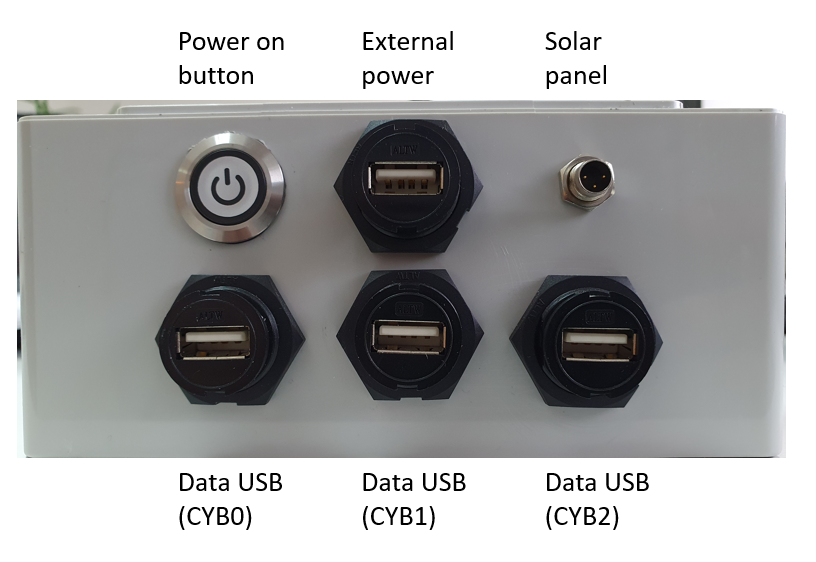 Power on
button
External
power
Solar
panel
Data USB
(CYB0)
Data USB
(CYB1)
Data USB
(CYB2)